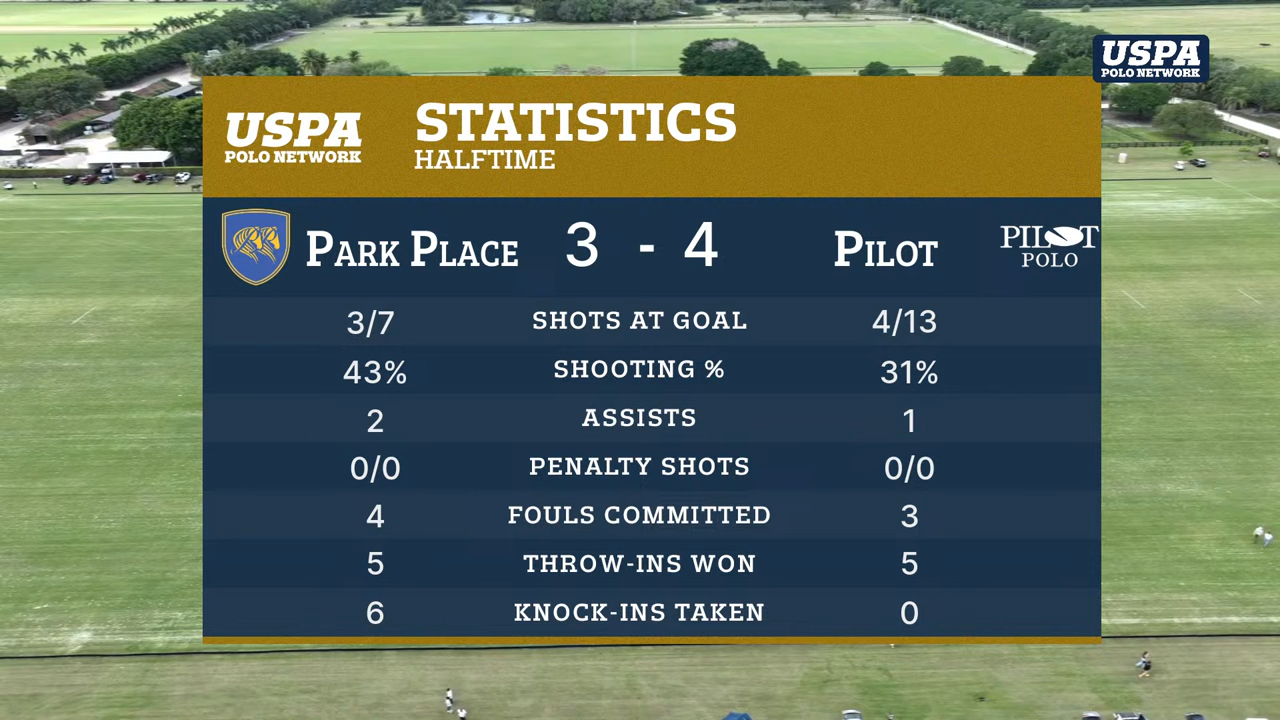 USPA
POLO NETWORK
USPA
POLO NETWORK
STATISTICS
HALFTIME
PARK PLACE 3 - 4 PILOT
PILOT
POLO
3/7 SHOTS AT GOAL 4/13
43% SHOOTING % 31%
2 ASSISTS 1
0/0 PENALTY SHOTS 0/0
4 FOULS COMMITTED 3
5 THROW-INS WON 5
6 KNOCK-INS TAKEN 0